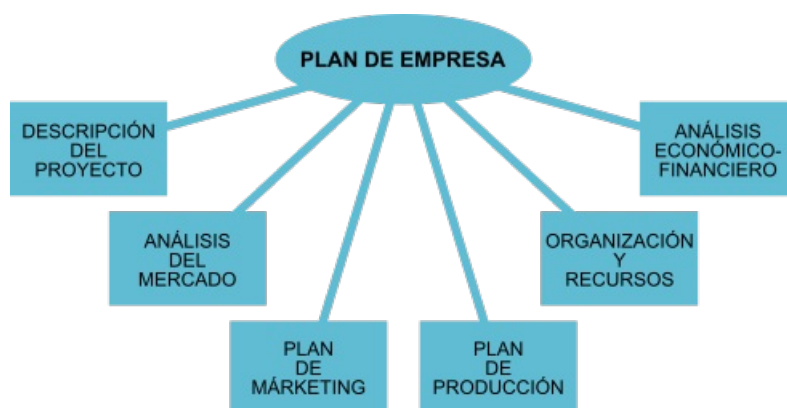 PLAN DE EMPRESA
DESCRIPCIÓN
DEL
PROYECTO
ANÁLISIS
DEL
MERCADO
PLAN
DE
MÁRKETING
PLAN
DE
PRODUCCIÓN
ORGANIZACIÓN
Y
RECURSOS
ANÁLISIS
ECONÓMICO-
FINANCIERO